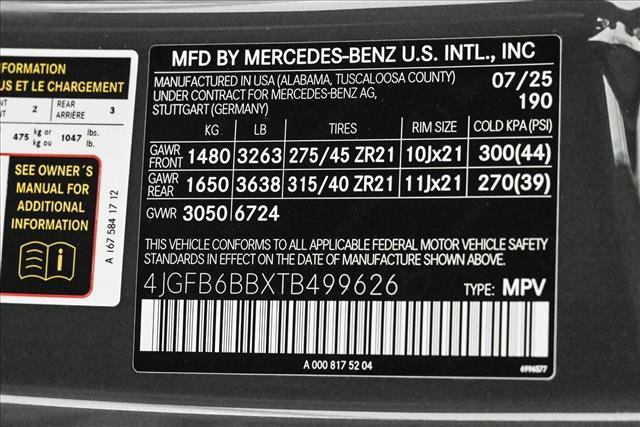 INFORMATION
US ET LE CHARGEMENT
NT 2 REAR ARRIÈRE 3
475 kg or kg ou 1047 lbs. lb.
SEE OWNER´S
MANUAL FOR
ADDITIONAL
INFORMATION
A 167 584 17 12
MFD BY MERCEDES-BENZ U.S. INTL., INC
MANUFACTURED IN USA (ALABAMA, TUSCALOOSA COUNTY) 07/25
UNDER CONTRACT FOR MERCEDES-BENZ AG, 190
STUTTGART (GERMANY)
KG LB TIRES RIM SIZE COLD KPA (PSI)
GAWR FRONT 1480 3263 275/45 ZR21 10Jx21 300(44)
GAWR REAR 1650 3638 315/40 ZR21 11Jx21 270(39)
GVWR 3050 6724
THIS VEHICLE CONFORMS TO ALL APPLICABLE FEDERAL MOTOR VEHICLE SAFETY
STANDARDS IN EFFECT ON THE DATE OF MANUFACTURE SHOWN ABOVE.
4JGFB6BBXTB499626 TYPE: MPV
A 000 817 52 04
6996577